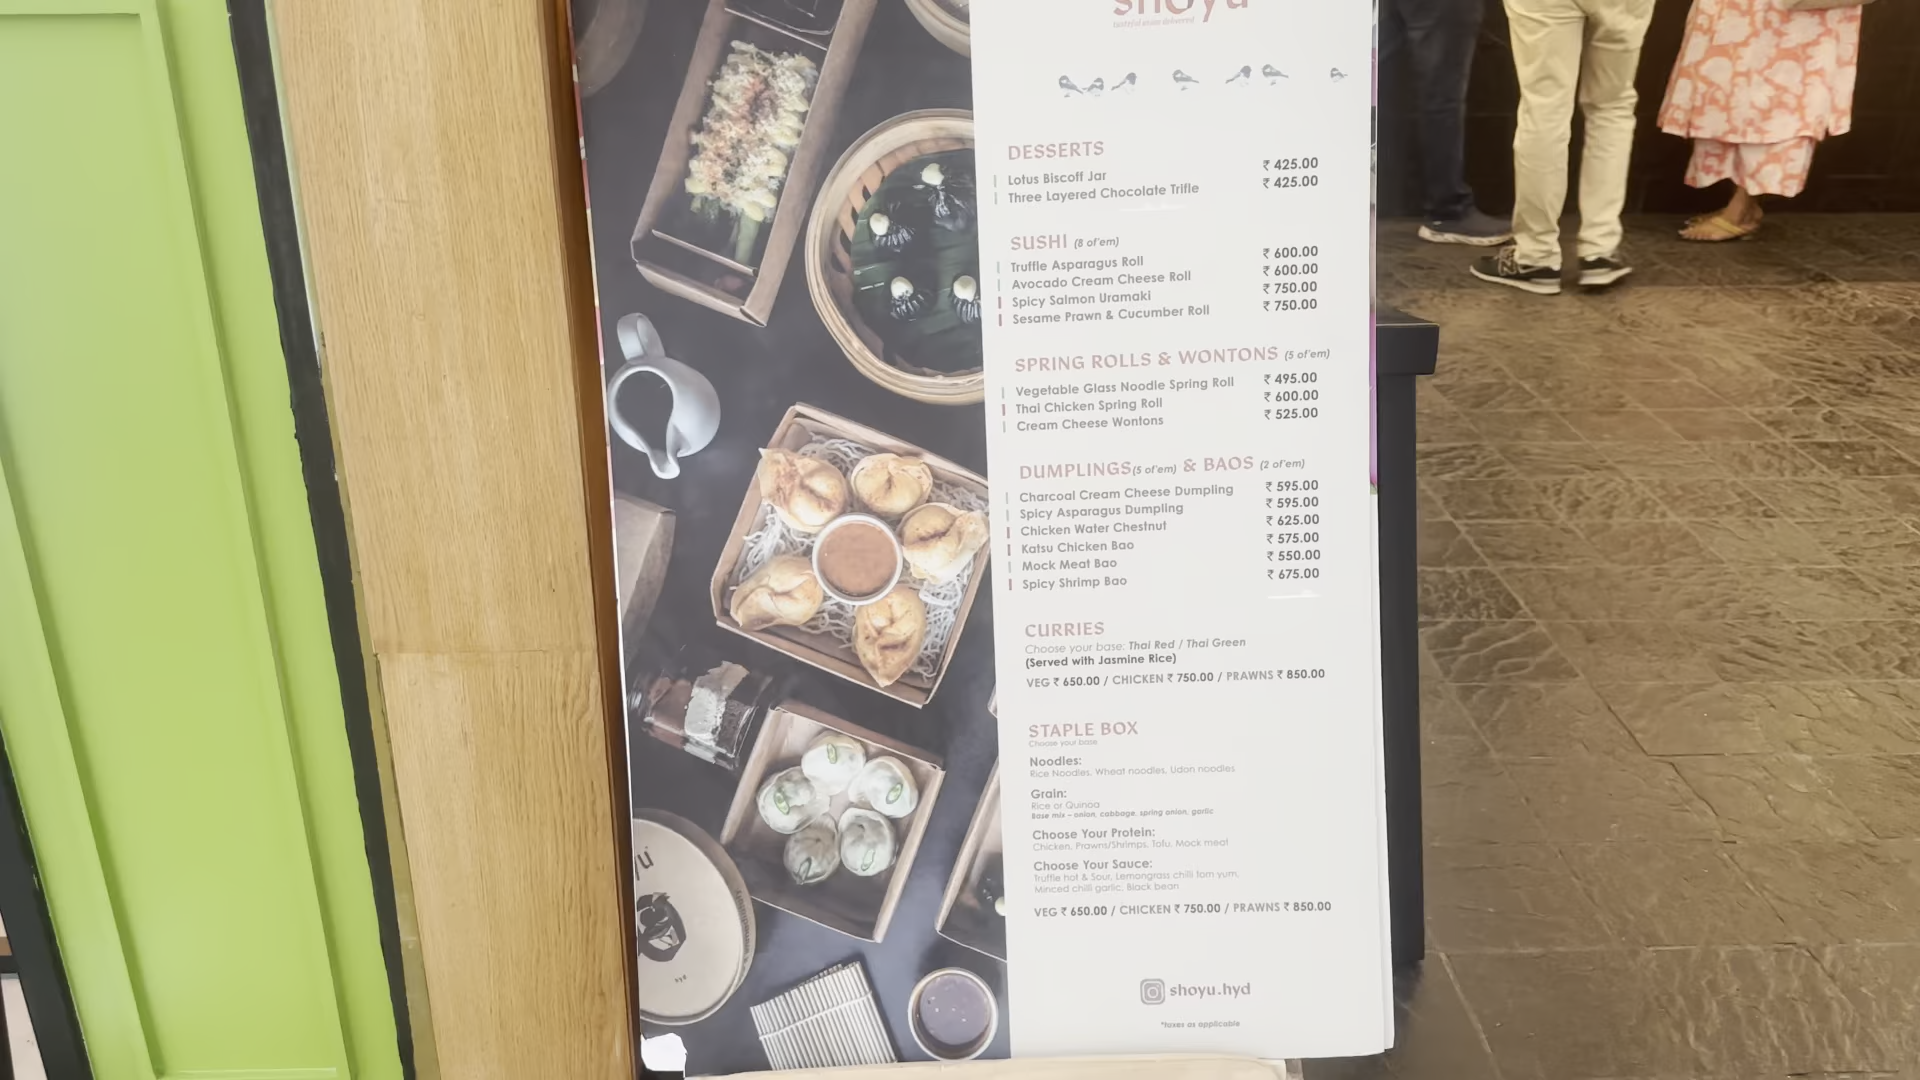 shoyu
tasteful asian delivered
DESSERTS
Lotus Biscoff Jar ₹ 425.00
Three Layered Chocolate Trifle ₹ 425.00
SUSHI (8 of'em)
Truffle Asparagus Roll ₹ 600.00
Avocado Cream Cheese Roll ₹ 600.00
Spicy Salmon Uramaki ₹ 750.00
Sesame Prawn & Cucumber Roll ₹ 750.00
SPRING ROLLS & WONTONS (5 of'em)
Vegetable Glass Noodle Spring Roll ₹ 495.00
Thai Chicken Spring Roll ₹ 600.00
Cream Cheese Wontons ₹ 525.00
DUMPLINGS (5 of'em) & BAOS (2 of'em)
Charcoal Cream Cheese Dumpling ₹ 595.00
Spicy Asparagus Dumpling ₹ 595.00
Chicken Water Chestnut ₹ 625.00
Katsu Chicken Bao ₹ 575.00
Mock Meat Bao ₹ 550.00
Spicy Shrimp Bao ₹ 675.00
CURRIES
Choose your base: Thai Red / Thai Green
(Served with Jasmine Rice)
VEG ₹ 650.00 / CHICKEN ₹ 750.00 / PRAWNS ₹ 850.00
STAPLE BOX
Choose your base
Noodles:
Rice Noodles, Wheat noodles, Udon noodles
Grain:
Rice or Quinoa
Base mix – onion, cabbage, spring onion, garlic
Choose Your Protein:
Chicken, Prawns/Shrimps, Tofu, Mock meat
Choose Your Sauce:
Truffle hot & Sour, Lemongrass chilli tom yum,
Minced chilli garlic, Black bean
VEG ₹ 650.00 / CHICKEN ₹ 750.00 / PRAWNS ₹ 850.00
shoyu.hyd
*taxes as applicable